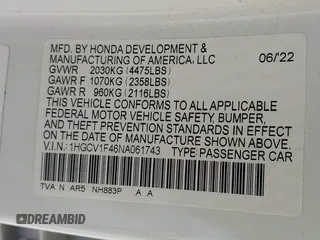 MFD. BY HONDA DEVELOPMENT &
MANUFACTURING OF AMERICA, LLC 06/22
GVWR 2030KG (4475LBS)
GAWR F 1070KG (2358LBS)
GAWR R 960KG (2116LBS)
THIS VEHICLE CONFORMS TO ALL APPLICABLE
FEDERAL MOTOR VEHICLE SAFETY, BUMPER,
AND THEFT PREVENTION STANDARDS IN EFFECT
ON THE DATE OF MANUFACTURE SHOWN ABOVE.
V.I.N: 1HGCV1F46NA061743 TYPE: PASSENGER CAR
TVA N AR5 NH883P A A
DREAMBID